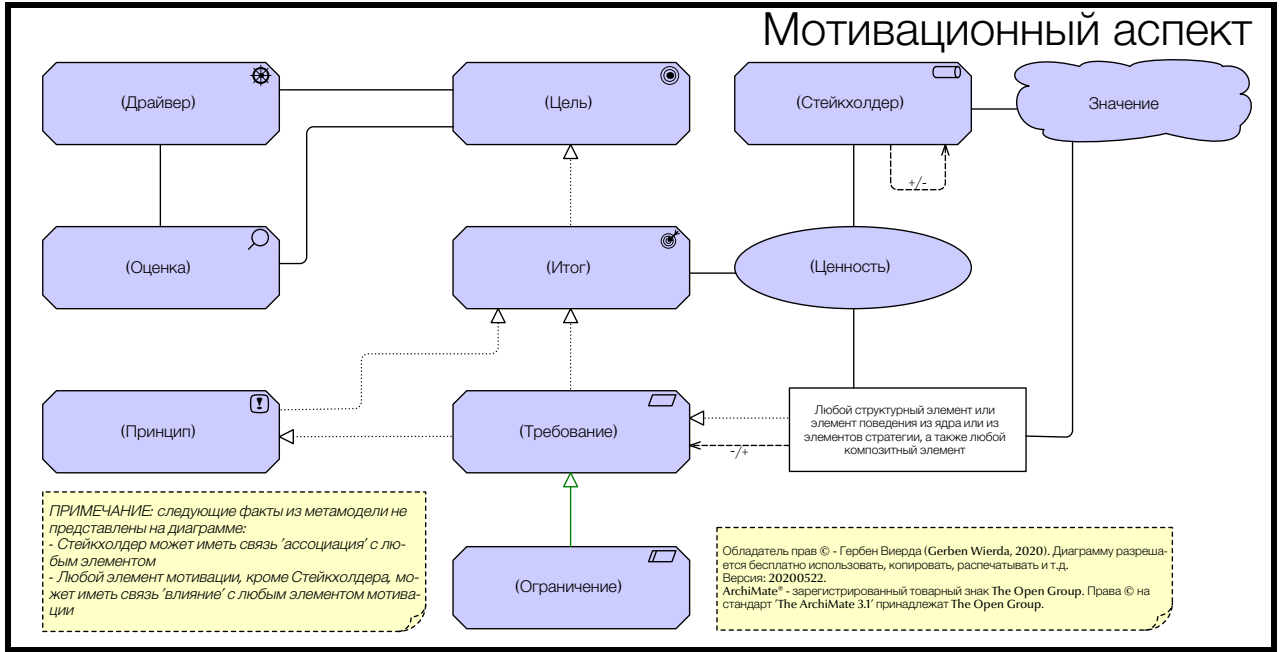 Мотивационный аспект
(Драйвер)
(Цель)
(Стейкхолдер)
Значение
+/-
(Оценка)
(Итог)
(Ценность)
(Принцип)
(Требование)
Любой структурный элемент или
элемент поведения из ядра или из
элементов стратегии, а также любой
композитный элемент
-/+
ПРИМЕЧАНИЕ: следующие факты из метамодели не
представлены на диаграмме:
- Стейкхолдер может иметь связь 'ассоциация' с лю-
бым элементом
- Любой элемент мотивации, кроме Стейкхолдера, мо-
жет иметь связь 'влияние' с любым элементом мотива-
ции
(Ограничение)
Обладатель прав © - Гербен Виерда (Gerben Wierda, 2020). Диаграмму разреша-
ется бесплатно использовать, копировать, распечатывать и т.д.
Версия: 20200522.
ArchiMate® - зарегистрированный товарный знак The Open Group. Права © на
стандарт 'The ArchiMate 3.1' принадлежат The Open Group.